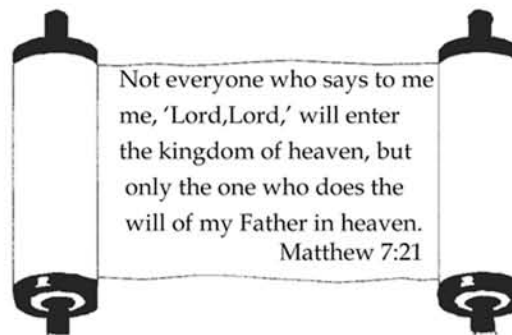 Not everyone who says to me
me, ‘Lord,Lord,’ will enter
the kingdom of heaven, but
only the one who does the
will of my Father in heaven.
Matthew 7:21